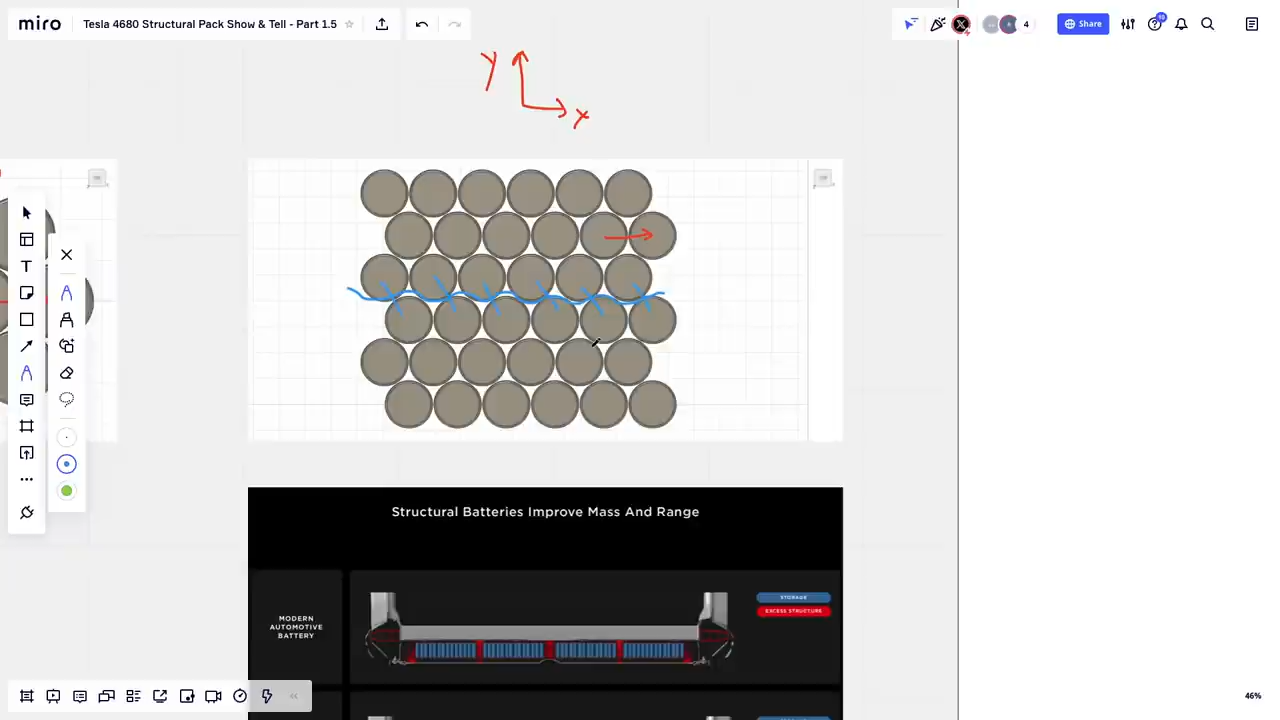 miro
Tesla 4680 Structural Pack Show & Tell - Part 1.5
4
Share
y
x
Structural Batteries Improve Mass And Range
MODERN
AUTOMOTIVE
BATTERY
STORAGE
EXCESS STRUCTURE
46%